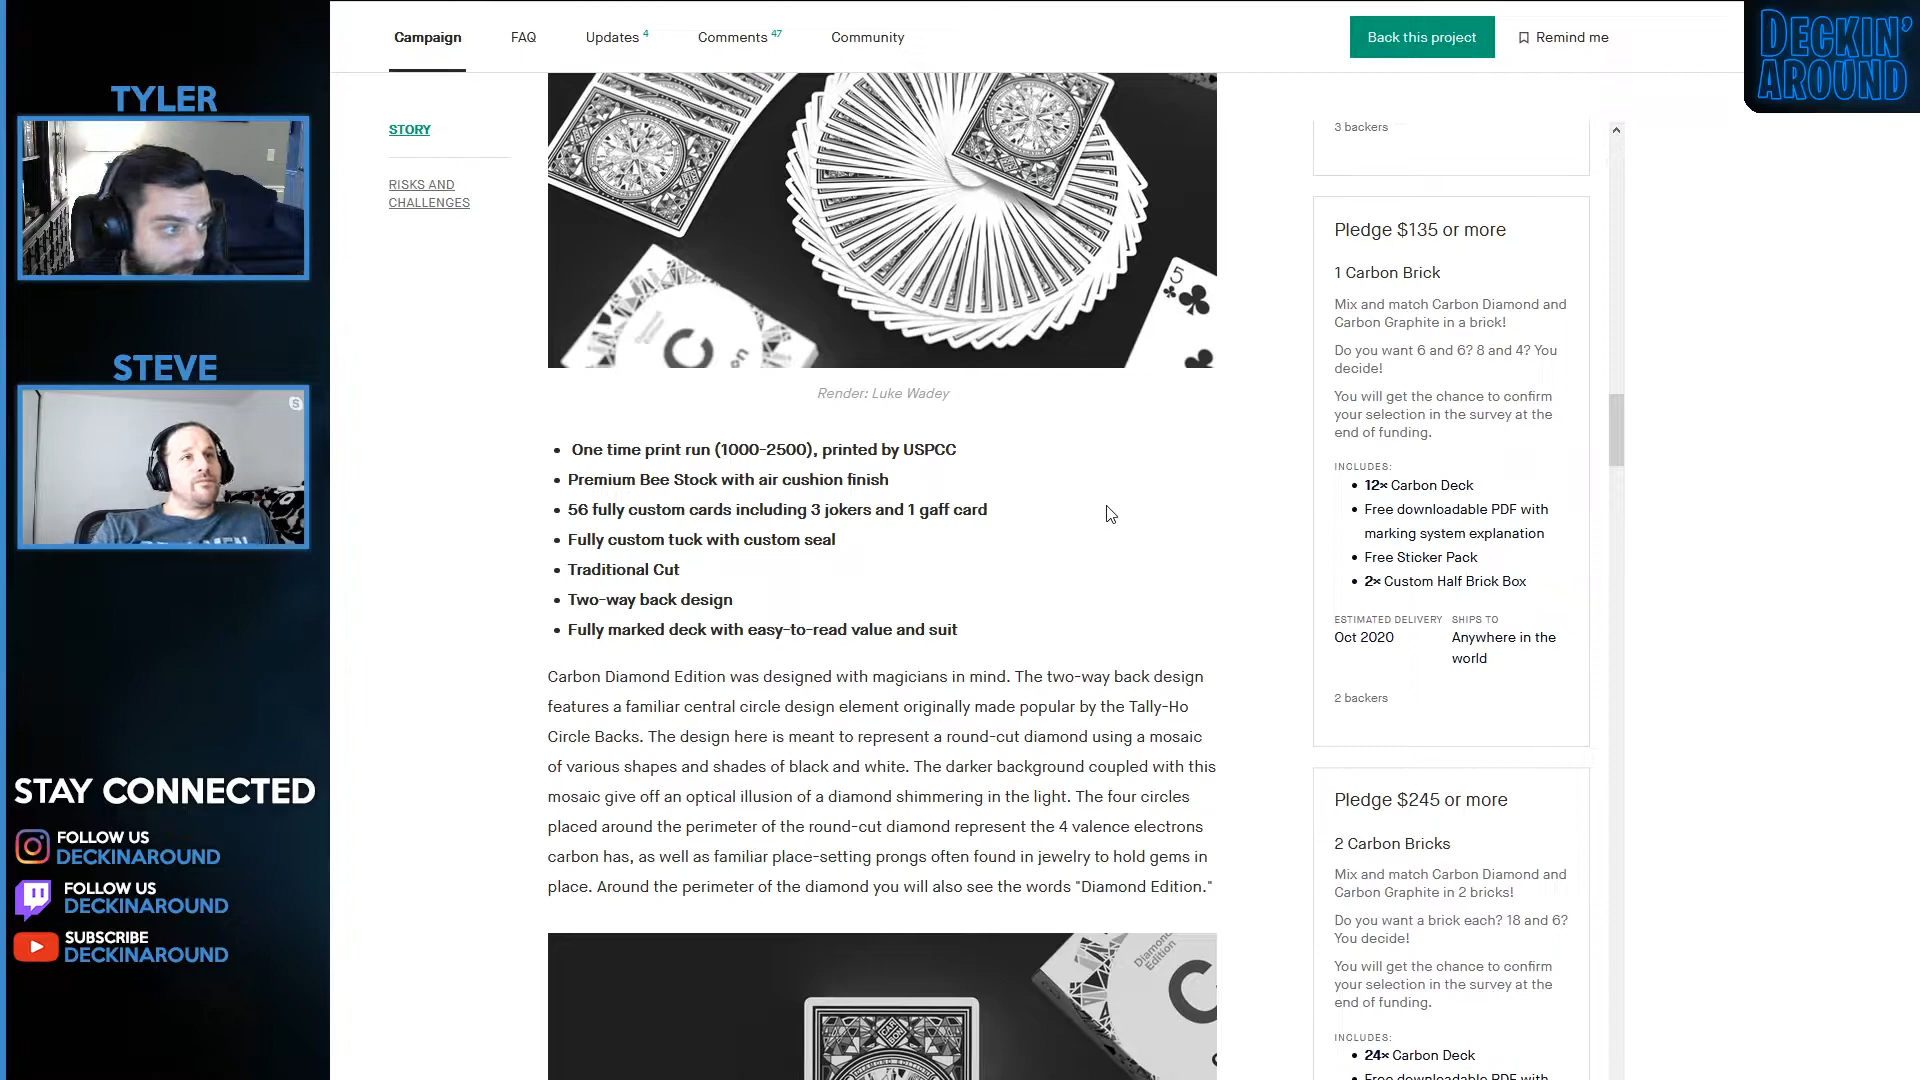 Campaign FAQ Updates 4 Comments 47 Community Back this project Remind me
DECKIN' AROUND
TYLER
STEVE
STAY CONNECTED
FOLLOW US
DECKINAROUND
FOLLOW US
DECKINAROUND
SUBSCRIBE
DECKINAROUND
STORY
RISKS AND
CHALLENGES
5
C
Render: Luke Wadey
• One time print run (1000-2500), printed by USPCC
• Premium Bee Stock with air cushion finish
• 56 fully custom cards including 3 jokers and 1 gaff card
• Fully custom tuck with custom seal
• Traditional Cut
• Two-way back design
• Fully marked deck with easy-to-read value and suit
Carbon Diamond Edition was designed with magicians in mind. The two-way back design
features a familiar central circle design element originally made popular by the Tally-Ho
Circle Backs. The design here is meant to represent a round-cut diamond using a mosaic
of various shapes and shades of black and white. The darker background coupled with this
mosaic give off an optical illusion of a diamond shimmering in the light. The four circles
placed around the perimeter of the round-cut diamond represent the 4 valence electrons
carbon has, as well as familiar place-setting prongs often found in jewelry to hold gems in
place. Around the perimeter of the diamond you will also see the words "Diamond Edition."
Diamond
Edition
C
CAR
BON
3 backers
Pledge $135 or more
1 Carbon Brick
Mix and match Carbon Diamond and
Carbon Graphite in a brick!
Do you want 6 and 6? 8 and 4? You
decide!
You will get the chance to confirm
your selection in the survey at the
end of funding.
INCLUDES:
• 12× Carbon Deck
• Free downloadable PDF with
marking system explanation
• Free Sticker Pack
• 2× Custom Half Brick Box
ESTIMATED DELIVERY SHIPS TO
Oct 2020 Anywhere in the
world
2 backers
Pledge $245 or more
2 Carbon Bricks
Mix and match Carbon Diamond and
Carbon Graphite in 2 bricks!
Do you want a brick each? 18 and 6?
You decide!
You will get the chance to confirm
your selection in the survey at the
end of funding.
INCLUDES:
• 24× Carbon Deck
• Free downloadable PDF with